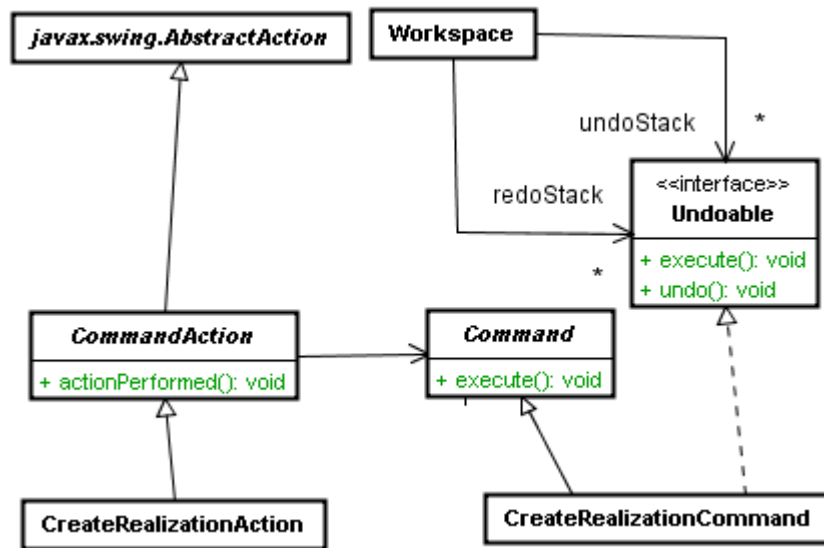 javax.swing.AbstractAction
Workspace
undoStack
*
redoStack
*
<<interface>>
Undoable
+ execute(): void
+ undo(): void
CommandAction
+ actionPerformed(): void
Command
+ execute(): void
CreateRealizationAction
CreateRealizationCommand